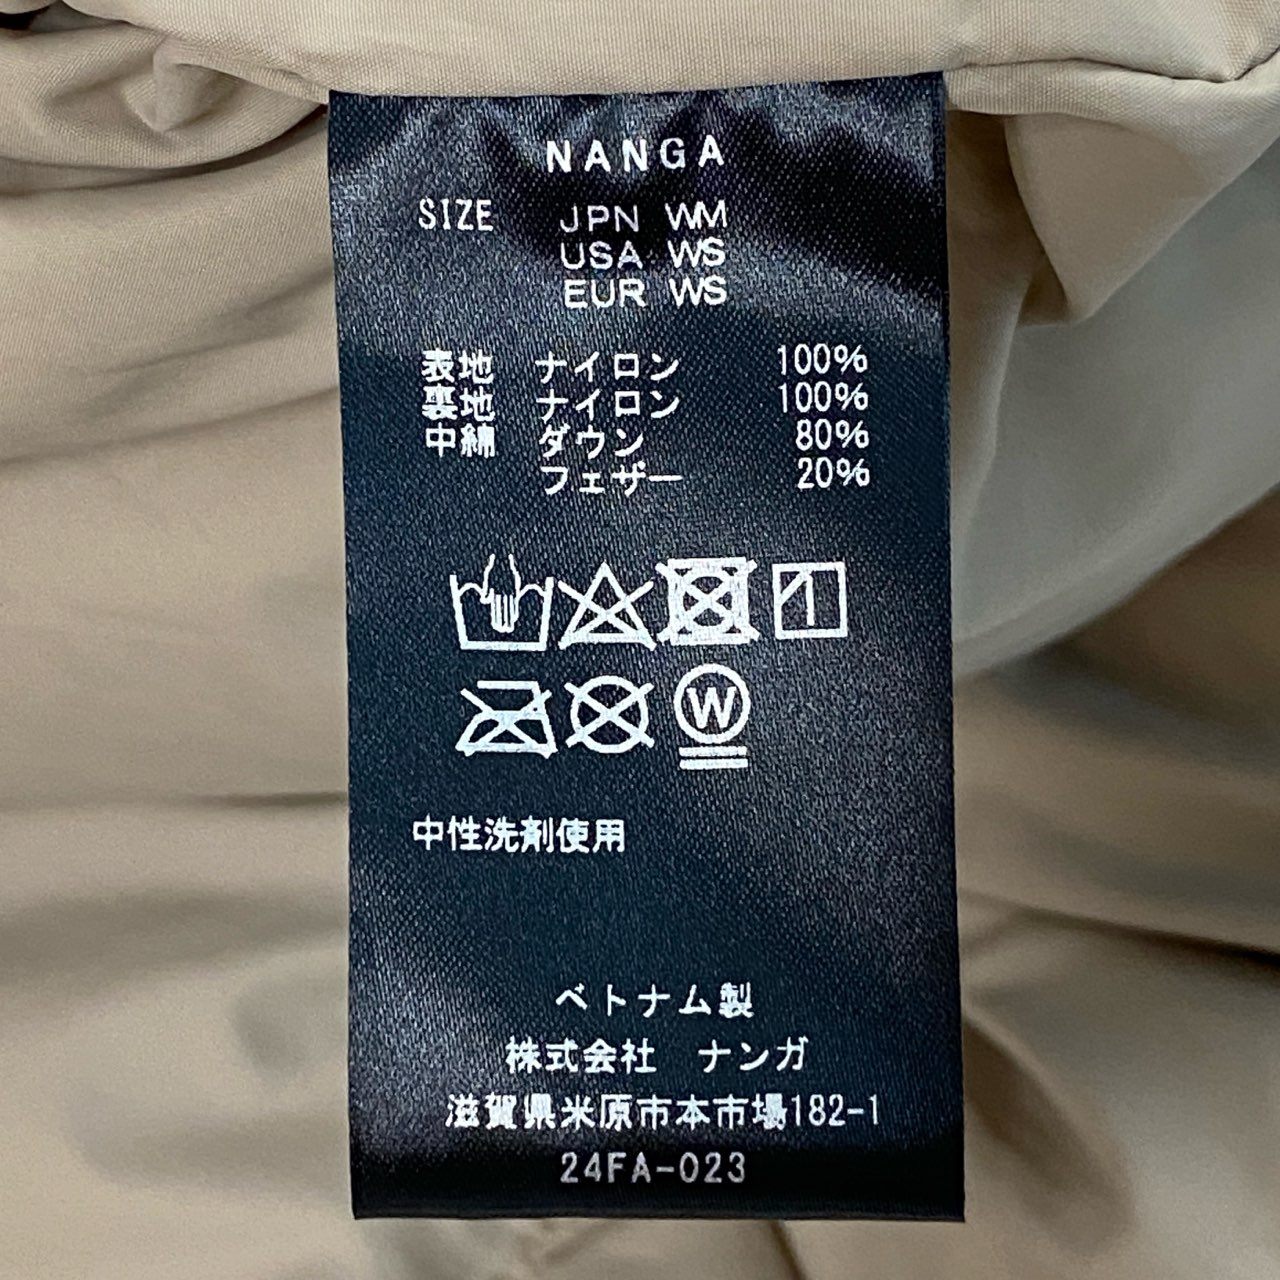 NANGA
SIZE JPN WM
USA WS
EUR WS
表地 ナイロン 100%
裏地 ナイロン 100%
中綿 ダウン 80%
フェザー 20%
W
中性洗剤使用
ベトナム製
株式会社 ナンガ
滋賀県米原市本市場182-1
24FA-023